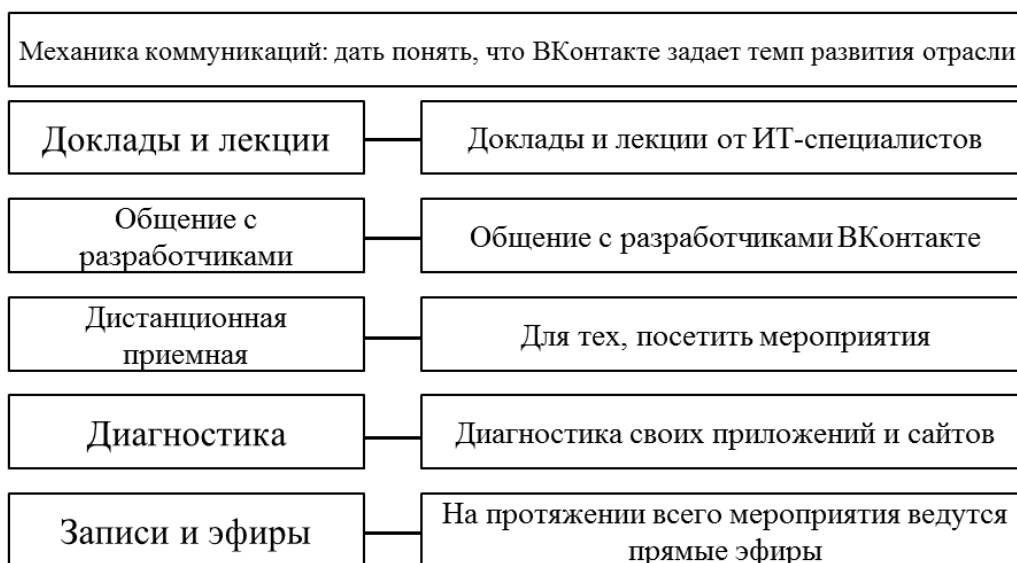 Механика коммуникаций: дать понять, что ВКонтакте задает темп развития отрасли
Доклады и лекции
Доклады и лекции от ИТ-специалистов
Общение с
разработчиками
Общение с разработчиками ВКонтакте
Дистанционная
приемная
Для тех, посетить мероприятия
Диагностика
Диагностика своих приложений и сайтов
Записи и эфиры
На протяжении всего мероприятия ведутся
прямые эфиры